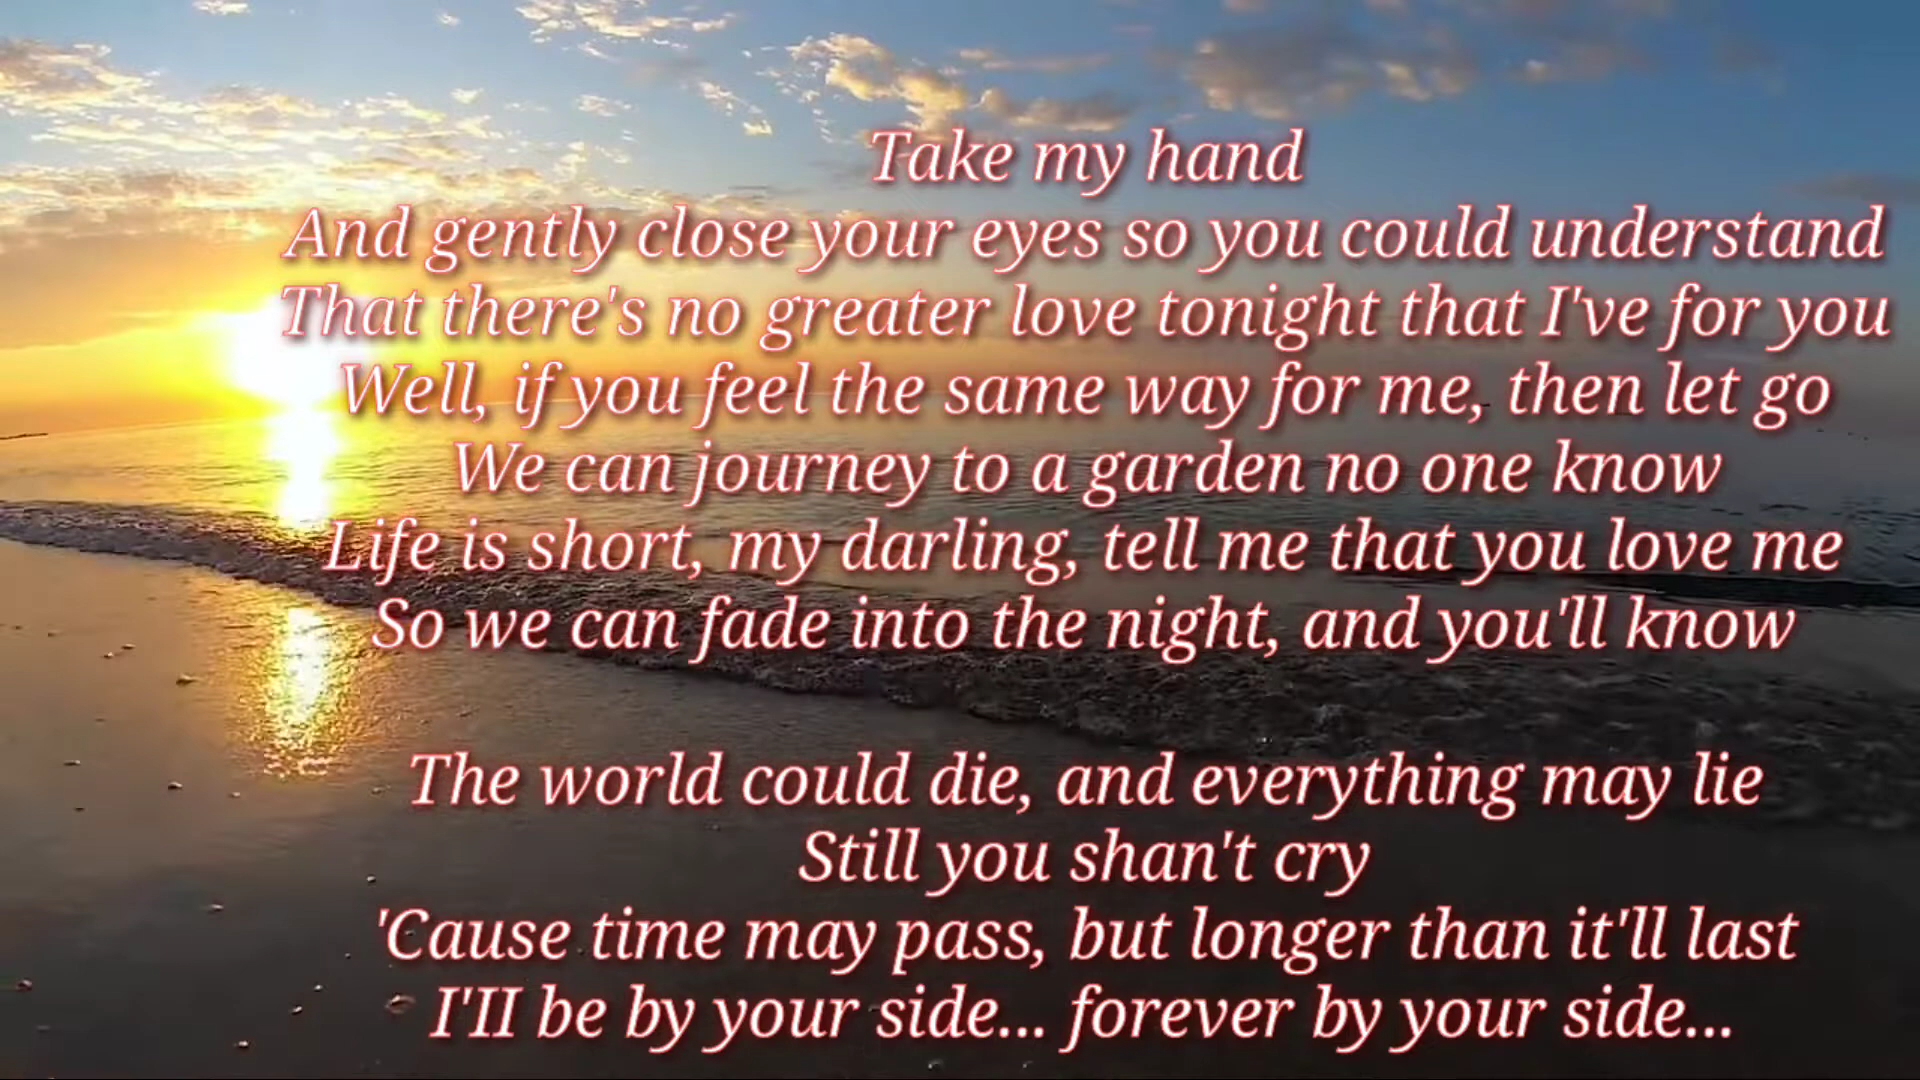 Take my hand
And gently close your eyes so you could understand
That there's no greater love tonight that I've for you
Well, if you feel the same way for me, then let go
We can journey to a garden no one know
Life is short, my darling, tell me that you love me
So we can fade into the night, and you'll know
The world could die, and everything may lie
Still you shan't cry
'Cause time may pass, but longer than it'll last
I'II be by your side... forever by your side...